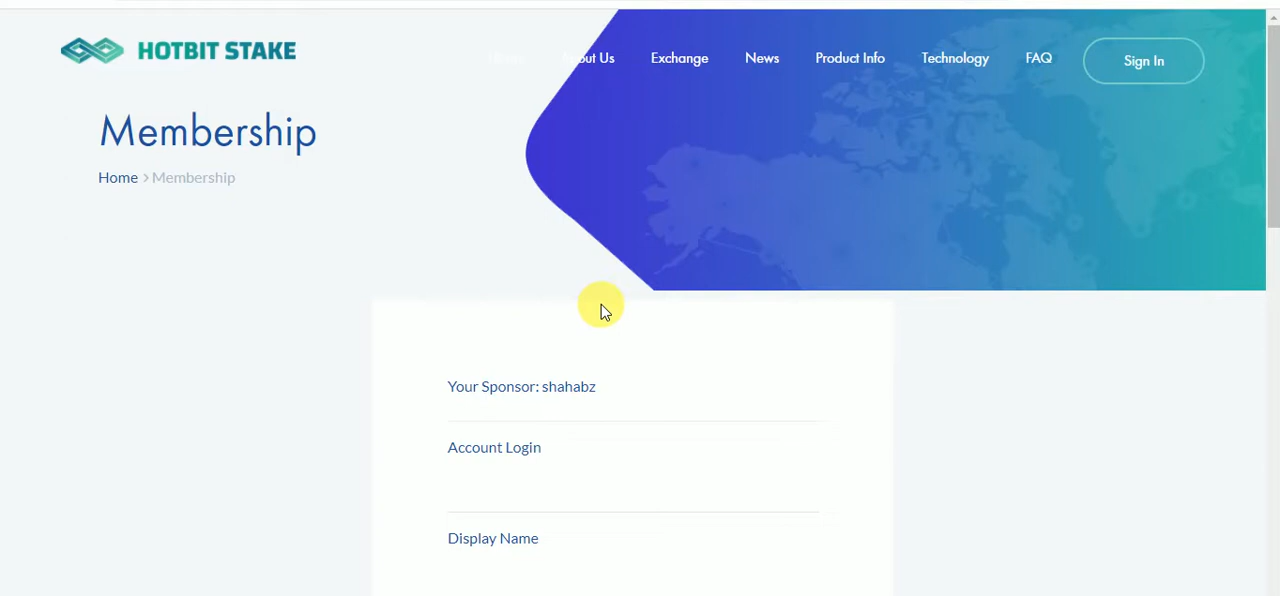 HOTBIT STAKE
Home About Us Exchange News Product Info Technology FAQ Sign In
Membership
Home > Membership
Your Sponsor: shahabz
Account Login
Display Name